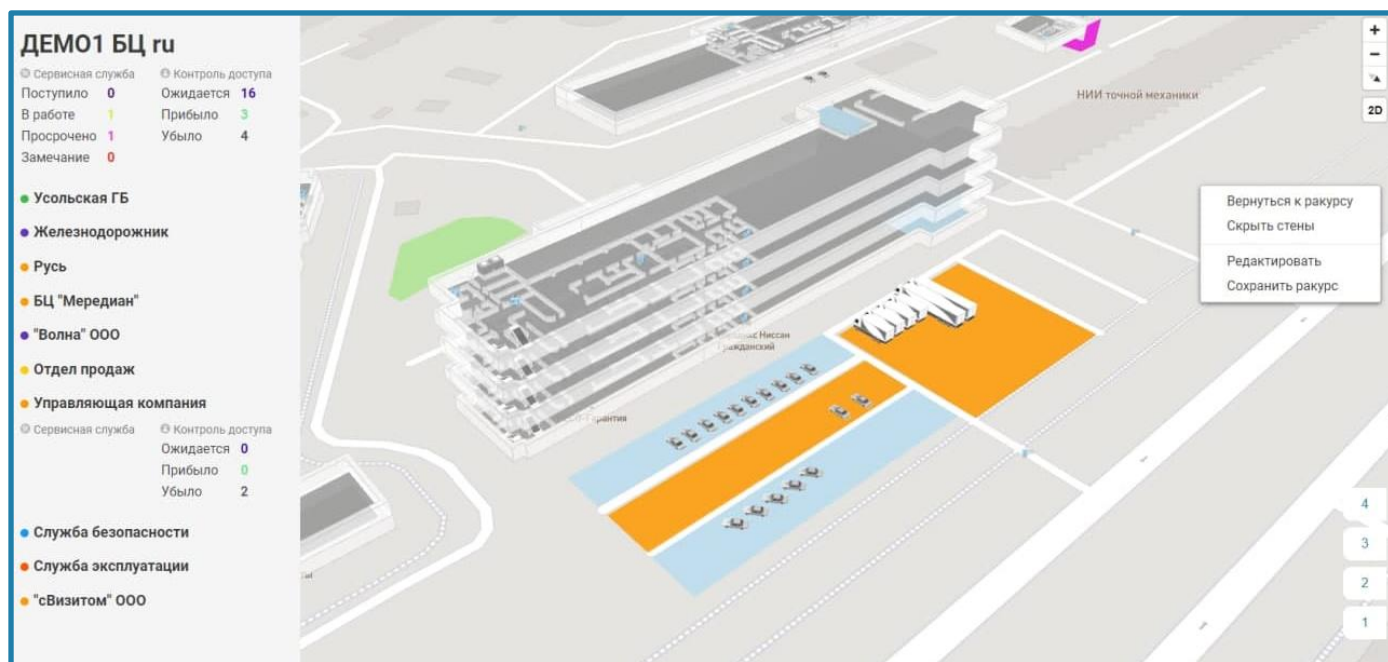 ДЕМО1 БЦ ru
Сервисная служба
Контроль доступа
Поступило 0
Ожидается 16
В работе 1
Прибыло 3
Просрочено 1
Убыло 4
Замечание 0
Усольская ГБ
Железнодорожник
Русь
БЦ "Мередиан"
"Волна" ООО
Отдел продаж
Управляющая компания
Сервисная служба
Контроль доступа
Ожидается 0
Прибыло 0
Убыло 2
Служба безопасности
Служба эксплуатации
"сВизитом" ООО
НИИ точной механики
Ниссан
Гарантия
+
−
2D
Вернуться к ракурсу
Скрыть стены
Редактировать
Сохранить ракурс
4
3
2
1